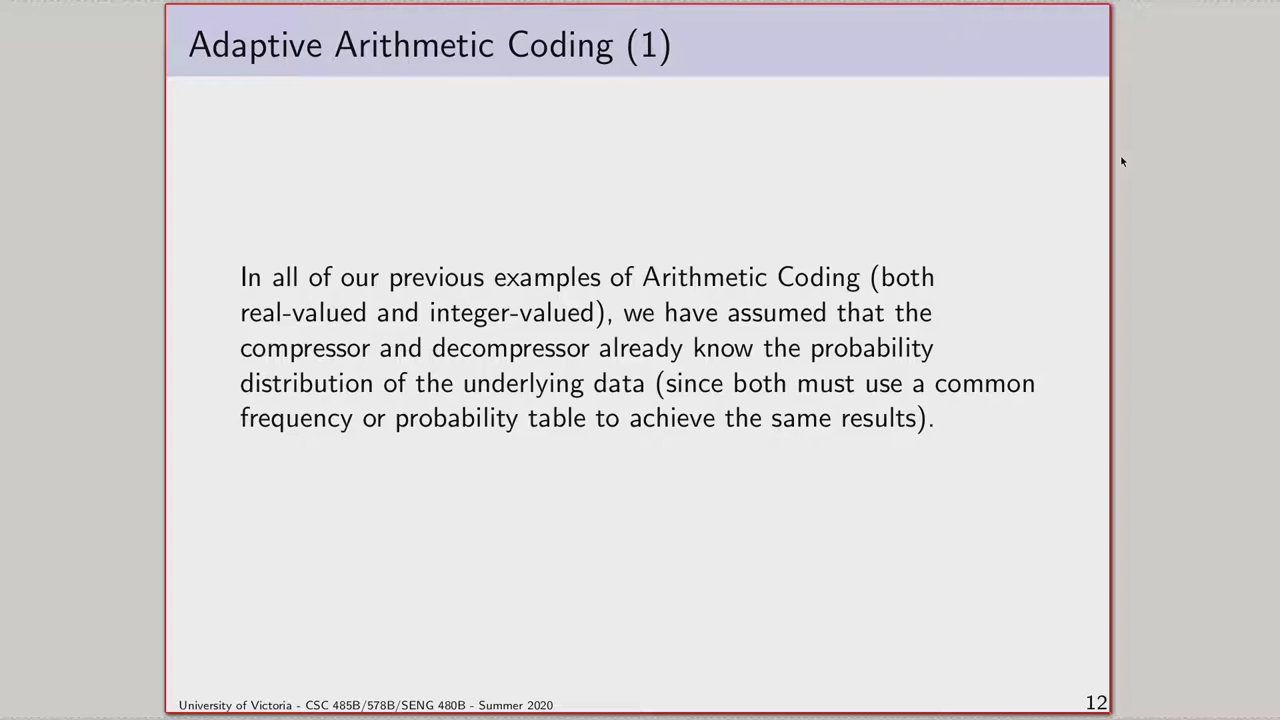 Adaptive Arithmetic Coding (1)
In all of our previous examples of Arithmetic Coding (both
real-valued and integer-valued), we have assumed that the
compressor and decompressor already know the probability
distribution of the underlying data (since both must use a common
frequency or probability table to achieve the same results).
University of Victoria - CSC 485B/578B/SENG 480B - Summer 2020
12